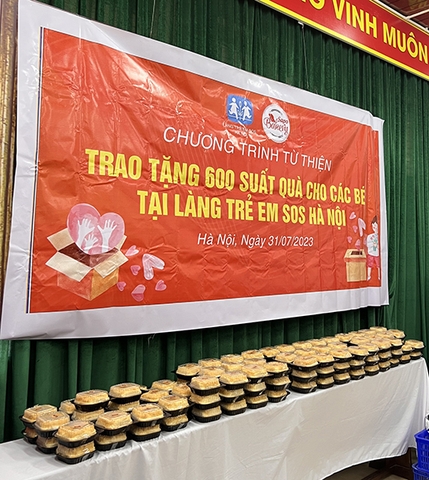 G VINH MUÔN
Bakery
CHƯƠNG TRÌNH TỪ THIỆN
TRAO TẶNG 600 SUẤT QUÀ CHO CÁC BÉ
TẠI LÀNG TRẺ EM SOS HÀ NỘI
Hà Nội, Ngày 31/07/2023